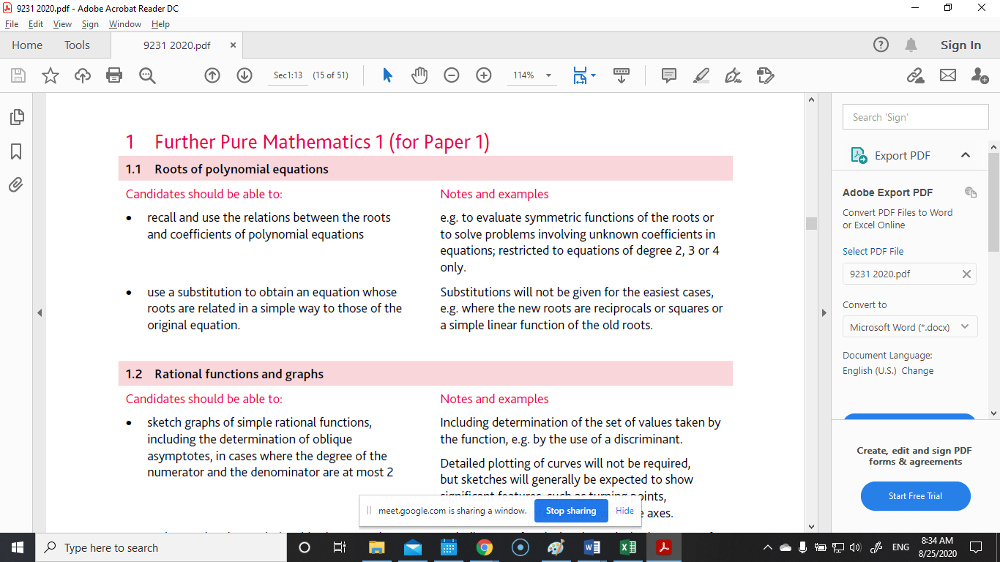 9231 2020.pdf - Adobe Acrobat Reader DC
File Edit View Sign Window Help
Home Tools 9231 2020.pdf × Sign In
Sec1:13 (15 of 51) 114%
1 Further Pure Mathematics 1 (for Paper 1)
1.1 Roots of polynomial equations
Candidates should be able to: Notes and examples
• recall and use the relations between the roots e.g. to evaluate symmetric functions of the roots or
and coefficients of polynomial equations to solve problems involving unknown coefficients in
equations; restricted to equations of degree 2, 3 or 4
only.
• use a substitution to obtain an equation whose Substitutions will not be given for the easiest cases,
roots are related in a simple way to those of the e.g. where the new roots are reciprocals or squares or
original equation. a simple linear function of the old roots.
1.2 Rational functions and graphs
Candidates should be able to: Notes and examples
• sketch graphs of simple rational functions, Including determination of the set of values taken by
including the determination of oblique the function, e.g. by the use of a discriminant.
asymptotes, in cases where the degree of the Detailed plotting of curves will not be required,
numerator and the denominator are at most 2 but sketches will generally be expected to show
points,
axes.
meet.google.com is sharing a window. Stop sharing Hide
Search 'Sign'
Export PDF
Adobe Export PDF
Convert PDF Files to Word
or Excel Online
Select PDF File
9231 2020.pdf
Convert to
Microsoft Word (*.docx)
Document Language:
English (U.S.) Change
Create, edit and sign PDF
forms & agreements
Start Free Trial
Type here to search
ENG
8:34 AM
8/25/2020